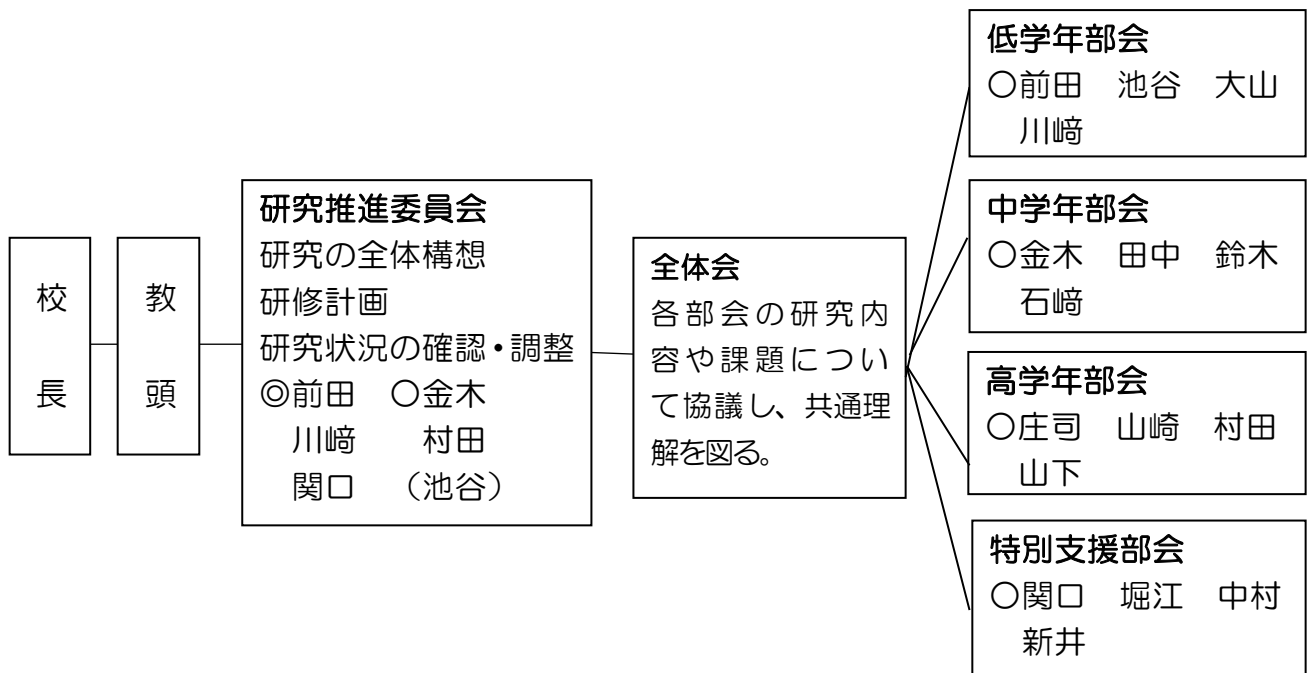 校長
教頭
研究推進委員会
研究の全体構想
研修計画
研究状況の確認・調整
◎前田　○金木
川﨑　村田
関口　（池谷）
全体会
各部会の研究内
容や課題につい
て協議し、共通理
解を図る。
低学年部会
○前田　池谷　大山
川﨑
中学年部会
○金木　田中　鈴木
石﨑
高学年部会
○庄司　山崎　村田
山下
特別支援部会
○関口　堀江　中村
新井